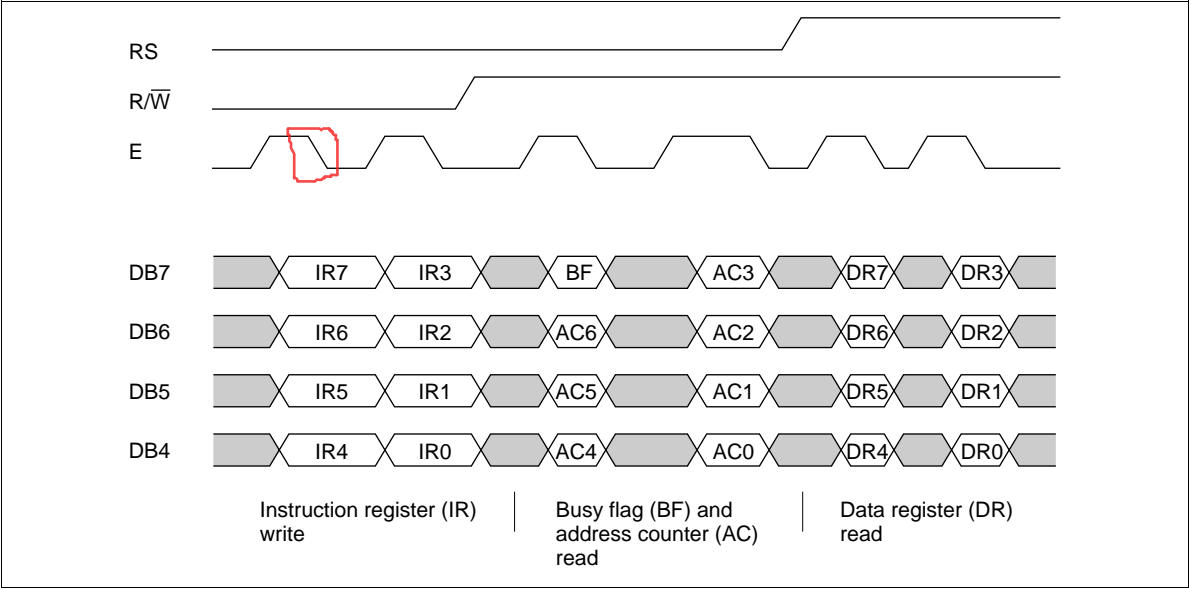 RS
R/W̅
E
DB7 IR7 IR3 BF AC3 DR7 DR3
DB6 IR6 IR2 AC6 AC2 DR6 DR2
DB5 IR5 IR1 AC5 AC1 DR5 DR1
DB4 IR4 IR0 AC4 AC0 DR4 DR0
Instruction register (IR)
write
Busy flag (BF) and
address counter (AC)
read
Data register (DR)
read